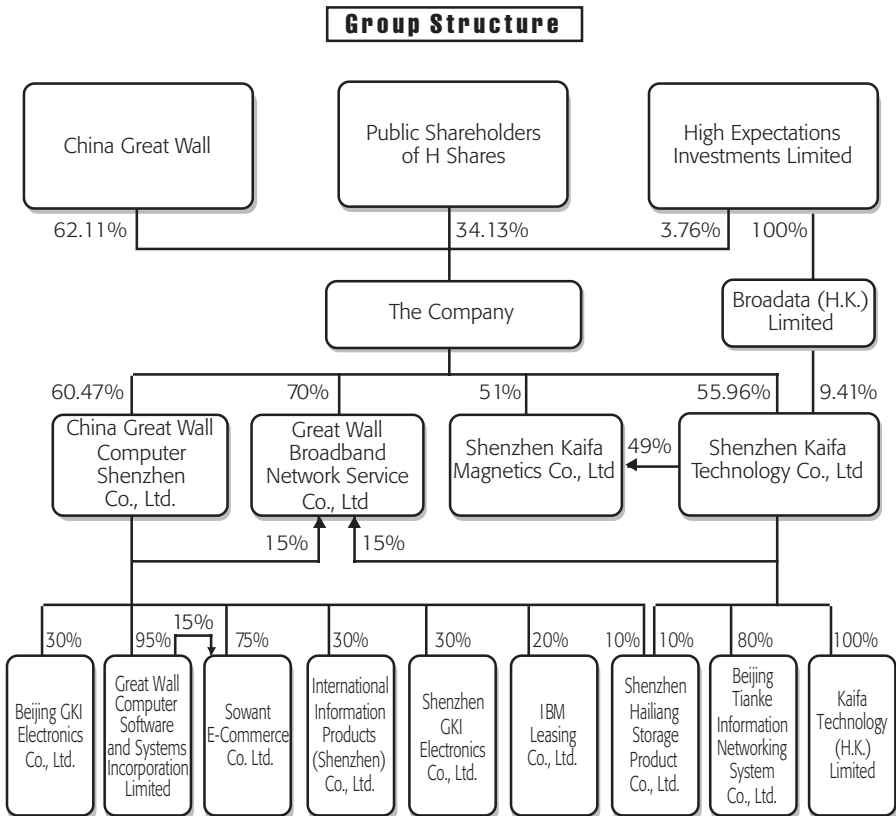 Group Structure
China Great Wall
Public Shareholders
of H Shares
High Expectations
Investments Limited
62.11%
34.13%
3.76%
100%
The Company
Broadata (H.K.)
Limited
60.47%
70%
51%
55.96%
9.41%
China Great Wall
Computer
Shenzhen
Co., Ltd.
Great Wall
Broadband
Network Service
Co., Ltd
Shenzhen Kaifa
Magnetics Co., Ltd
49%
Shenzhen Kaifa
Technology Co., Ltd
15%
15%
30%
95%
15%
75%
30%
30%
20%
10%
10%
80%
100%
Beijing GKI
Electronics
Co., Ltd.
Great Wall
Computer
Software
and Systems
Incorporation
Limited
Sowant
E-Commerce
Co. Ltd.
International
Information
Products
(Shenzhen)
Co., Ltd.
Shenzhen
GKI
Electronics
Co., Ltd.
IBM
Leasing
Co., Ltd.
Shenzhen
Hailiang
Storage
Product
Co., Ltd.
Beijing
Tianke
Information
Networking
System
Co., Ltd.
Kaifa
Technology
(H.K.)
Limited